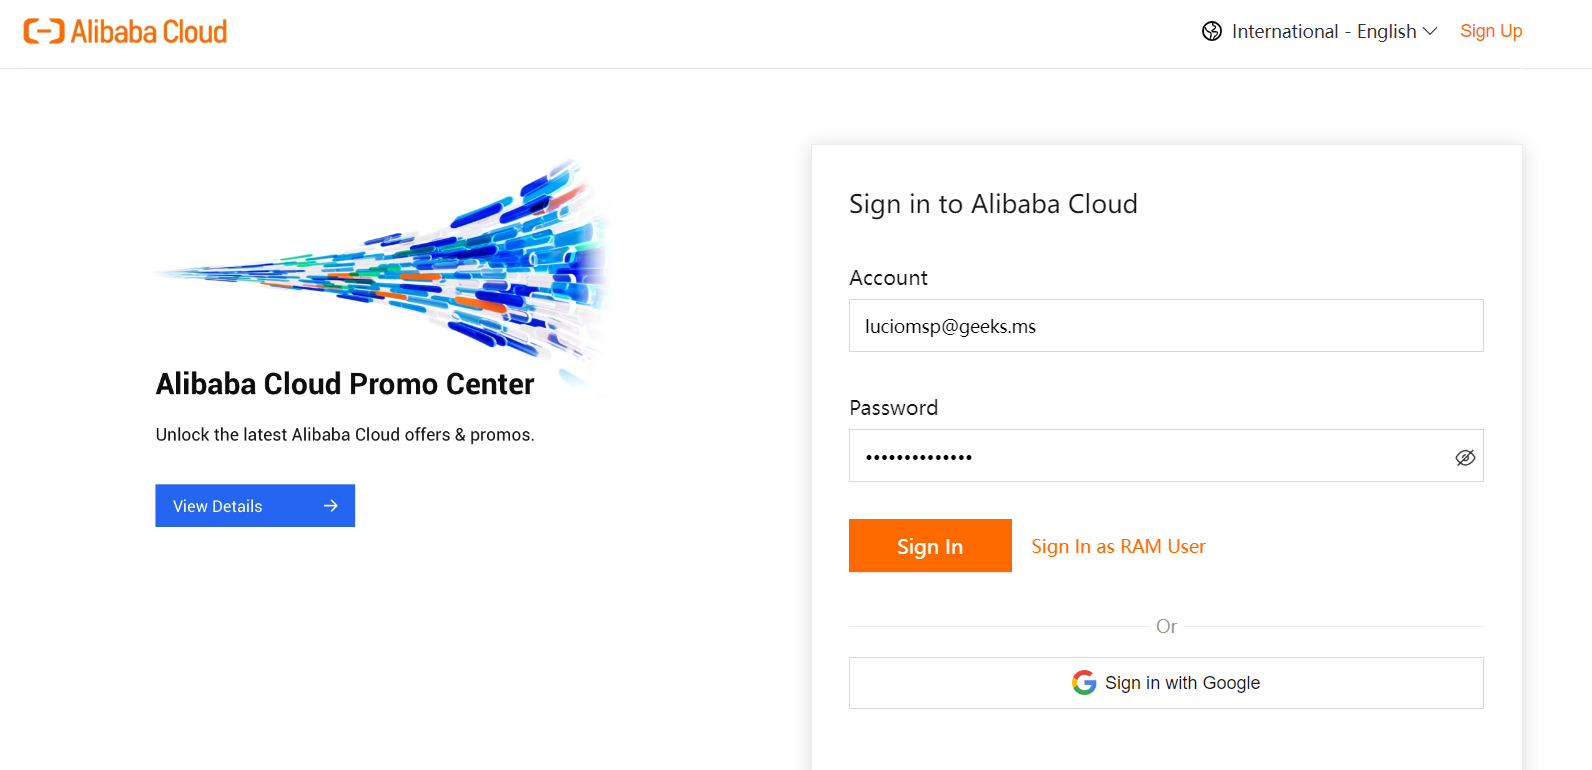 Alibaba Cloud
International - English
Sign Up
Alibaba Cloud Promo Center
Unlock the latest Alibaba Cloud offers & promos.
View Details
Sign in to Alibaba Cloud
Account
luciomsp@geeks.ms
Password
••••••••••••••
Sign In
Sign In as RAM User
Or
Sign in with Google